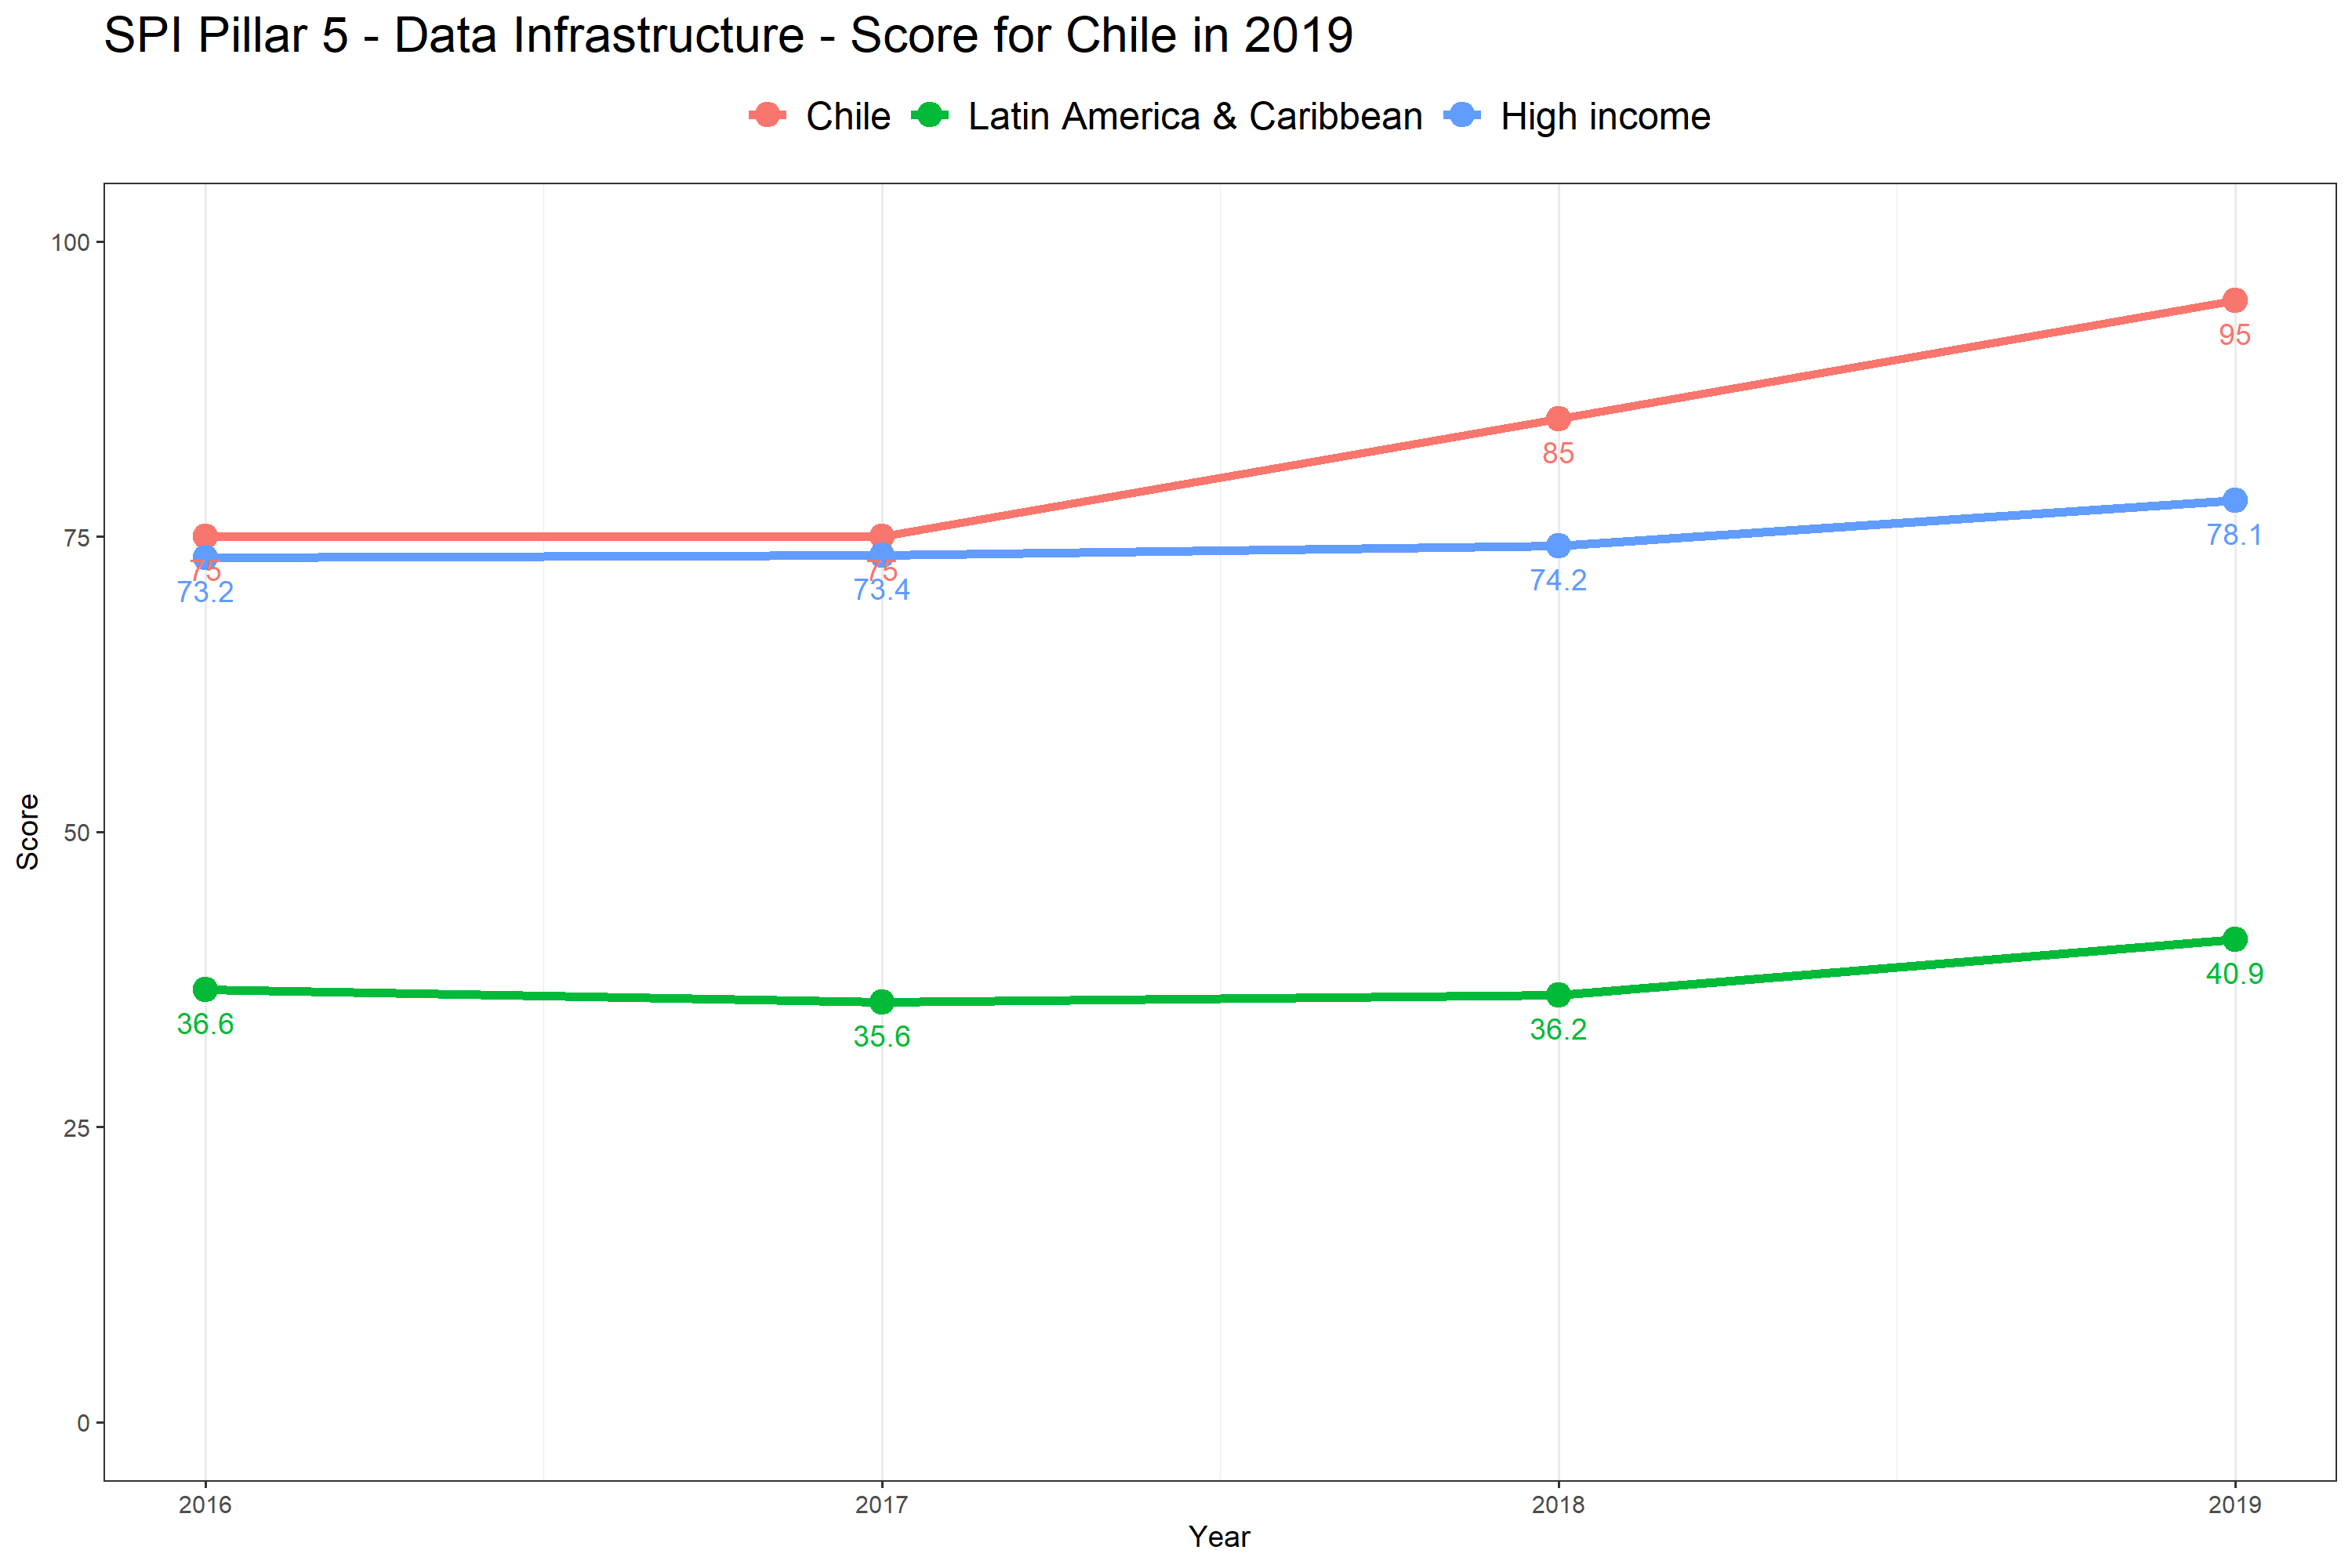 SPI Pillar 5 - Data Infrastructure - Score for Chile in 2019
Chile Latin America & Caribbean High income
100
95
85
75
78.1
75 75
74.2
73.2 73.4
Score
50
40.9
36.6 35.6 36.2
25
0
2016 2017 2018 2019
Year